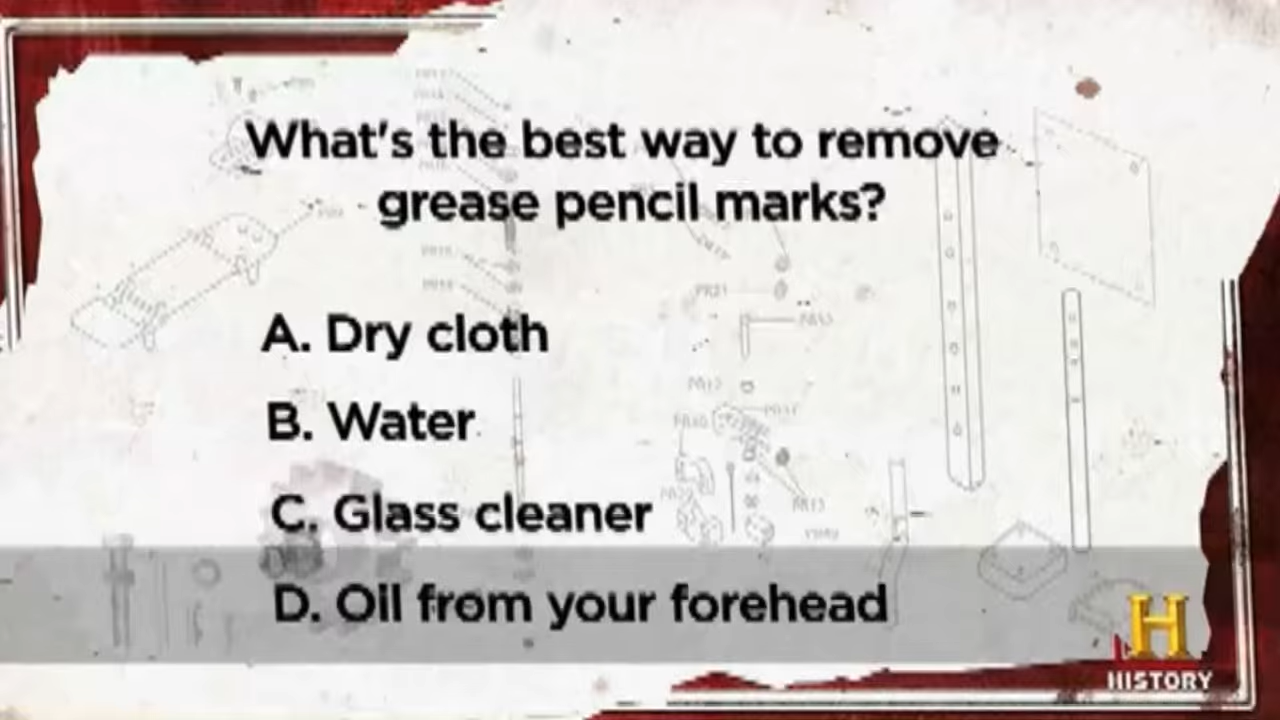 What's the best way to remove
grease pencil marks?
A. Dry cloth
B. Water
C. Glass cleaner
D. Oil from your forehead
H
HISTORY